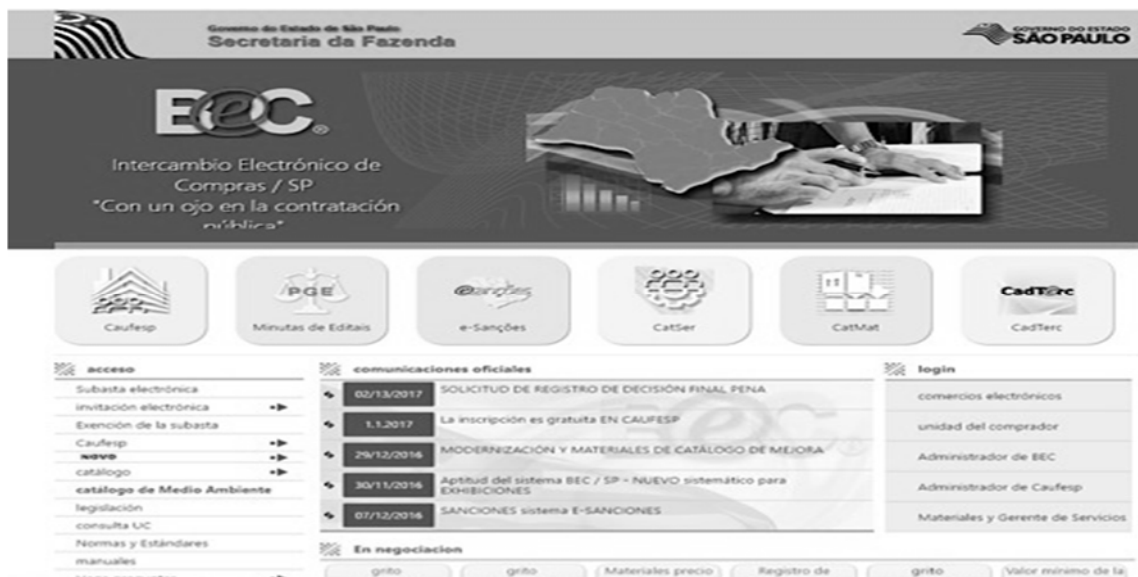 Governo do Estado de São Paulo
Secretaria da Fazenda
GOVERNO DO ESTADO
SÃO PAULO
BeC®
Intercambio Electrónico de
Compras / SP
"Con un ojo en la contratación
pública"
Caufesp
PGE
Minutas de Editais
e-Sanções
e-Sanções
CatSer
CatMat
CadTerc
CadTerc
acceso
Subasta electrónica
invitación electrónica
Exención de la subasta
Caufesp
NOVO
catálogo
catálogo de Medio Ambiente
legislación
consulta UC
Normas y Estándares
manuales
comunicaciones oficiales
02/13/2017 SOLICITUD DE REGISTRO DE DECISIÓN FINAL PENA
1.1.2017 La inscripción es gratuita EN CAUFESP
29/12/2016 MODERNIZACIÓN Y MATERIALES DE CATÁLOGO DE MEJORA
30/11/2016 Aptitud del sistema BEC / SP - NUEVO sistemático para
EXHIBICIONES
07/12/2016 SANCIONES sistema E-SANCIONES
En negociacion
grito
grito
Materiales precio
Registro de
grito
(Valor mínimo de la
login
comercios electrónicos
unidad del comprador
Administrador de BEC
Administrador de Caufesp
Materiales y Gerente de Servicios